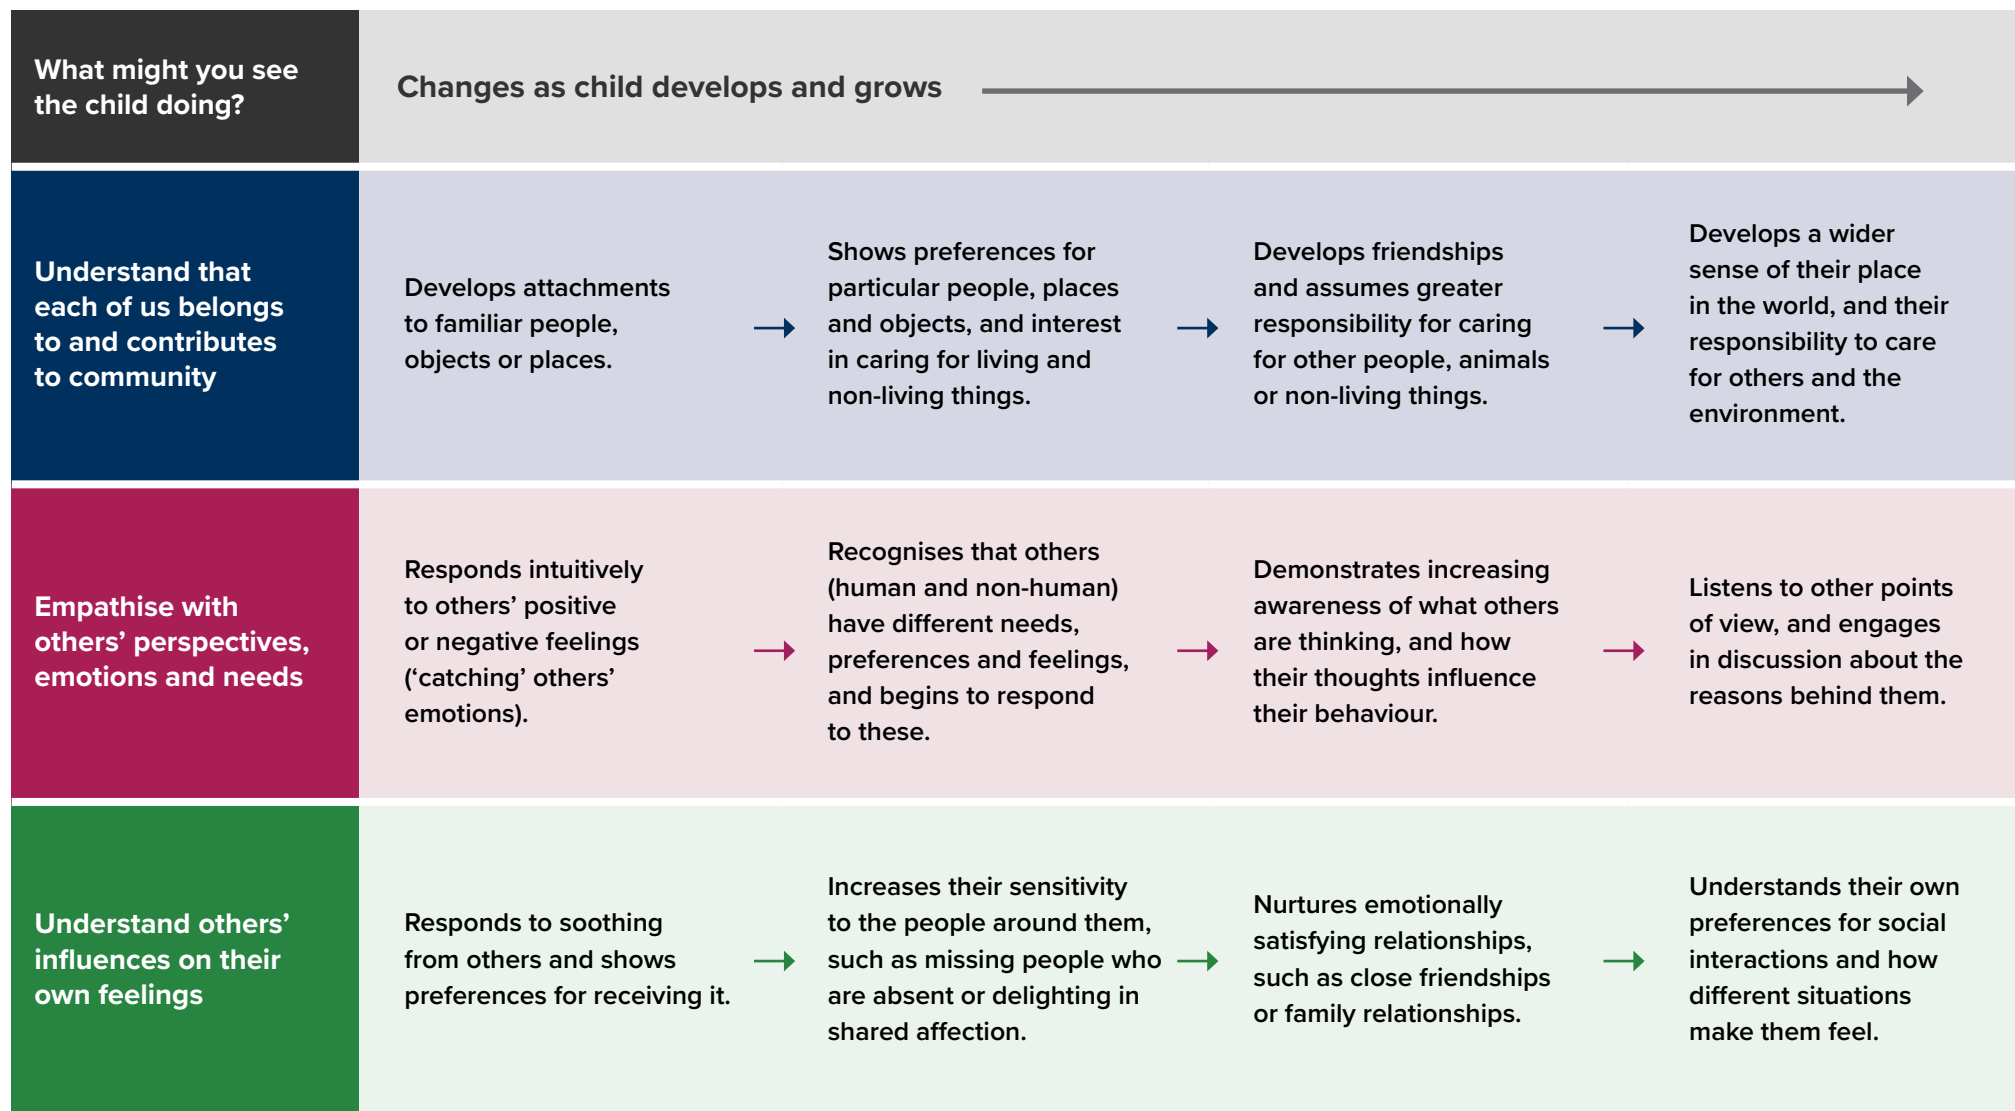 What might you see
the child doing?
Changes as child develops and grows
Understand that
each of us belongs
to and contributes
to community
Develops attachments
to familiar people,
objects or places.
Shows preferences for
particular people, places
and objects, and interest
in caring for living and
non-living things.
Develops friendships
and assumes greater
responsibility for caring
for other people, animals
or non-living things.
Develops a wider
sense of their place
in the world, and their
responsibility to care
for others and the
environment.
Empathise with
others’ perspectives,
emotions and needs
Responds intuitively
to others’ positive
or negative feelings
(‘catching’ others’
emotions).
Recognises that others
(human and non-human)
have different needs,
preferences and feelings,
and begins to respond
to these.
Demonstrates increasing
awareness of what others
are thinking, and how
their thoughts influence
their behaviour.
Listens to other points
of view, and engages
in discussion about the
reasons behind them.
Understand others’
influences on their
own feelings
Responds to soothing
from others and shows
preferences for receiving it.
Increases their sensitivity
to the people around them,
such as missing people who
are absent or delighting in
shared affection.
Nurtures emotionally
satisfying relationships,
such as close friendships
or family relationships.
Understands their own
preferences for social
interactions and how
different situations
make them feel.